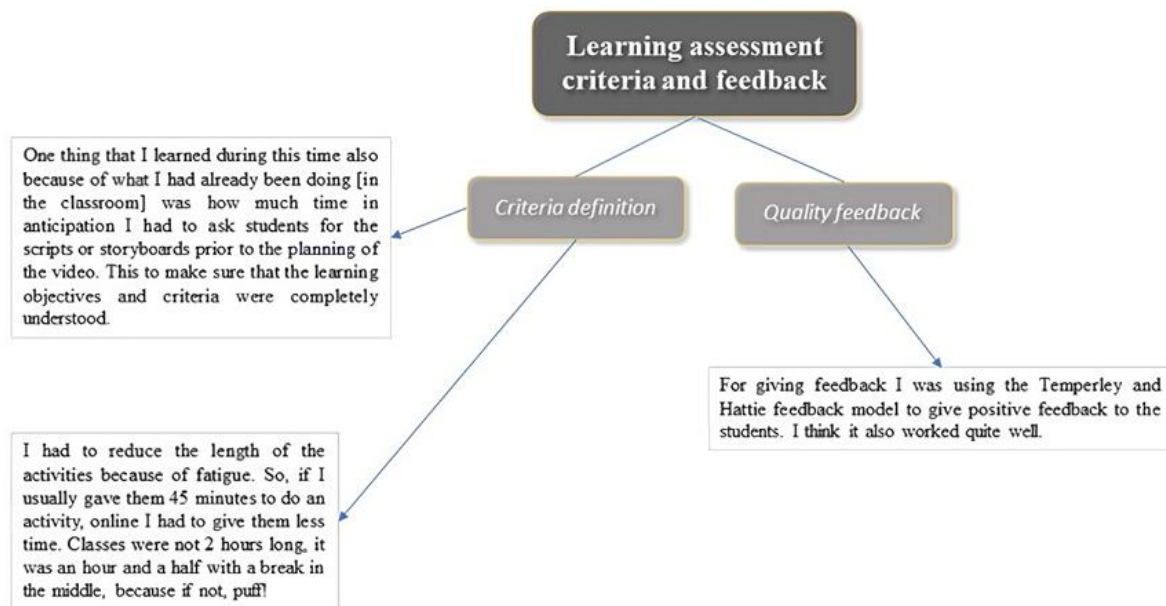 Learning assessment
criteria and feedback
One thing that I learned during this time also
because of what I had already been doing [in
the classroom] was how much time in
anticipation I had to ask students for the
scripts or storyboards prior to the planning of
the video. This to make sure that the learning
objectives and criteria were completely
understood.
Criteria definition
Quality feedback
For giving feedback I was using the Temperley and
Hattie feedback model to give positive feedback to the
students. I think it also worked quite well.
I had to reduce the length of the
activities because of fatigue. So, if I
usually gave them 45 minutes to do an
activity, online I had to give them less
time. Classes were not 2 hours long, it
was an hour and a half with a break in
the middle, because if not, puff!